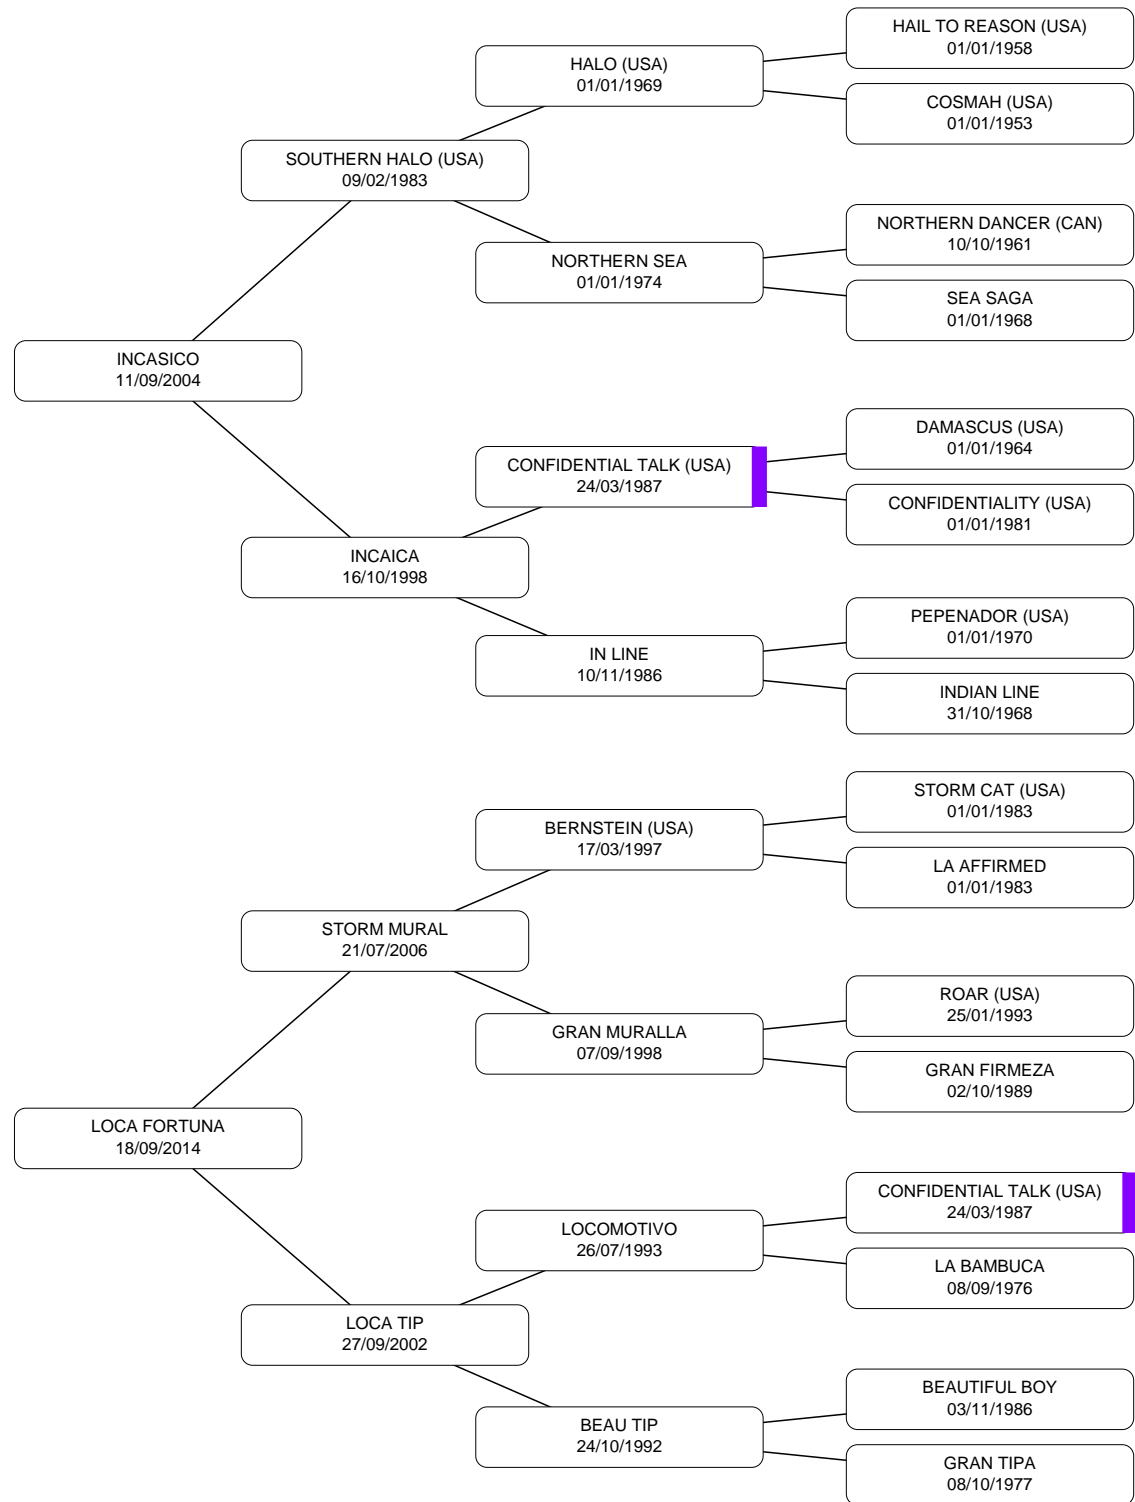 HAIL TO REASON (USA)
01/01/1958
HALO (USA)
01/01/1969
COSMAH (USA)
01/01/1953
SOUTHERN HALO (USA)
09/02/1983
NORTHERN DANCER (CAN)
10/10/1961
NORTHERN SEA
01/01/1974
SEA SAGA
01/01/1968
INCASICO
11/09/2004
DAMASCUS (USA)
01/01/1964
CONFIDENTIAL TALK (USA)
24/03/1987
CONFIDENTIALITY (USA)
01/01/1981
INCAICA
16/10/1998
PEPENADOR (USA)
01/01/1970
IN LINE
10/11/1986
INDIAN LINE
31/10/1968
STORM CAT (USA)
01/01/1983
BERNSTEIN (USA)
17/03/1997
LA AFFIRMED
01/01/1983
STORM MURAL
21/07/2006
ROAR (USA)
25/01/1993
GRAN MURALLA
07/09/1998
GRAN FIRMEZA
02/10/1989
LOCA FORTUNA
18/09/2014
CONFIDENTIAL TALK (USA)
24/03/1987
LOCOMOTIVO
26/07/1993
LA BAMBUCA
08/09/1976
LOCA TIP
27/09/2002
BEAUTIFUL BOY
03/11/1986
BEAU TIP
24/10/1992
GRAN TIPA
08/10/1977